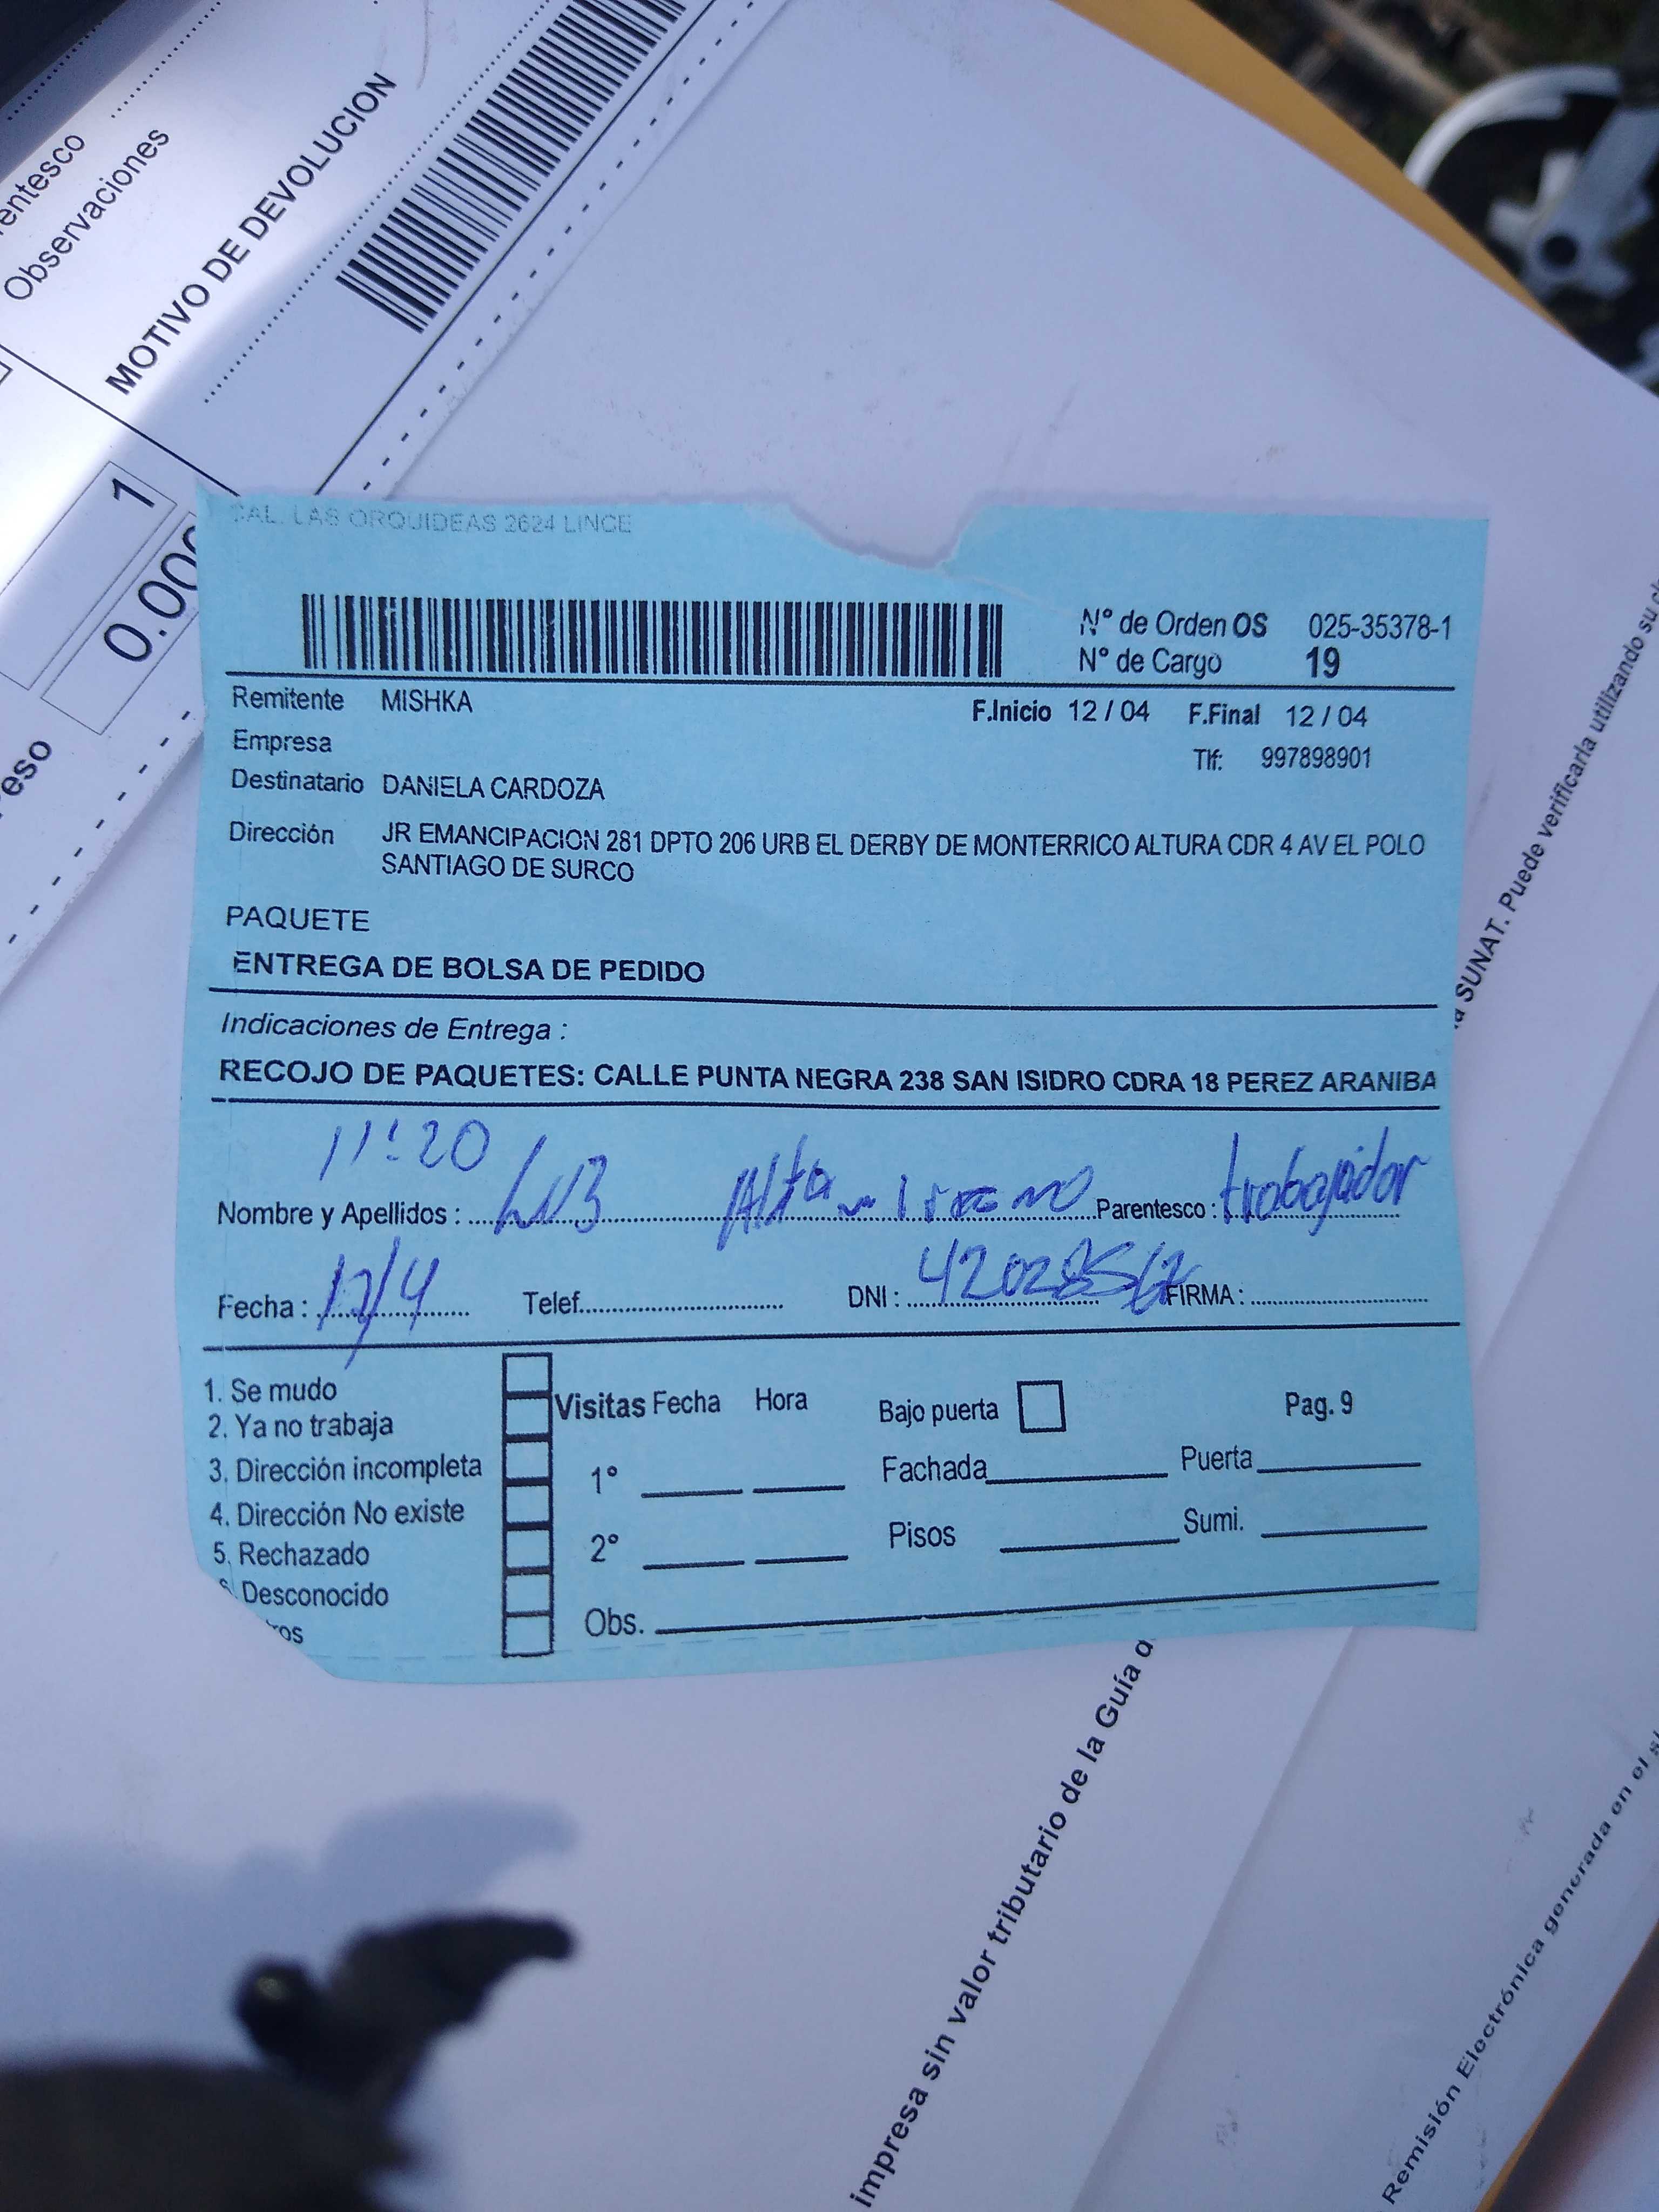 entesco
Observaciones
MOTIVO DE DEVOLUCION
1
0.00
eso
CAL. LAS ORQUIDEAS 2624 LINCE
N° de Orden OS 025-35378-1
N° de Cargo 19
Remitente MISHKA F.Inicio 12 / 04 F.Final 12 / 04
Empresa Tlf: 997898901
Destinatario DANIELA CARDOZA
Dirección JR EMANCIPACION 281 DPTO 206 URB EL DERBY DE MONTERRICO ALTURA CDR 4 AV EL POLO
SANTIAGO DE SURCO
PAQUETE
ENTREGA DE BOLSA DE PEDIDO
Indicaciones de Entrega :
RECOJO DE PAQUETES: CALLE PUNTA NEGRA 238 SAN ISIDRO CDRA 18 PEREZ ARANIBA
11:20
Nombre y Apellidos : Luis Altamirano Parentesco : trabajador
Fecha : 12/4 Telef. DNI : FIRMA :
1. Se mudo
2. Ya no trabaja
3. Dirección incompleta
4. Dirección No existe
5. Rechazado
6. Desconocido
tros
Visitas Fecha Hora
1°
2°
Obs.
Bajo puerta Pag. 9
Fachada Puerta
Pisos Sumi.
a SUNAT. Puede verificarla utilizando su cl
impresa sin valor tributario de la Guía d
Remisión Electrónica generada en el si